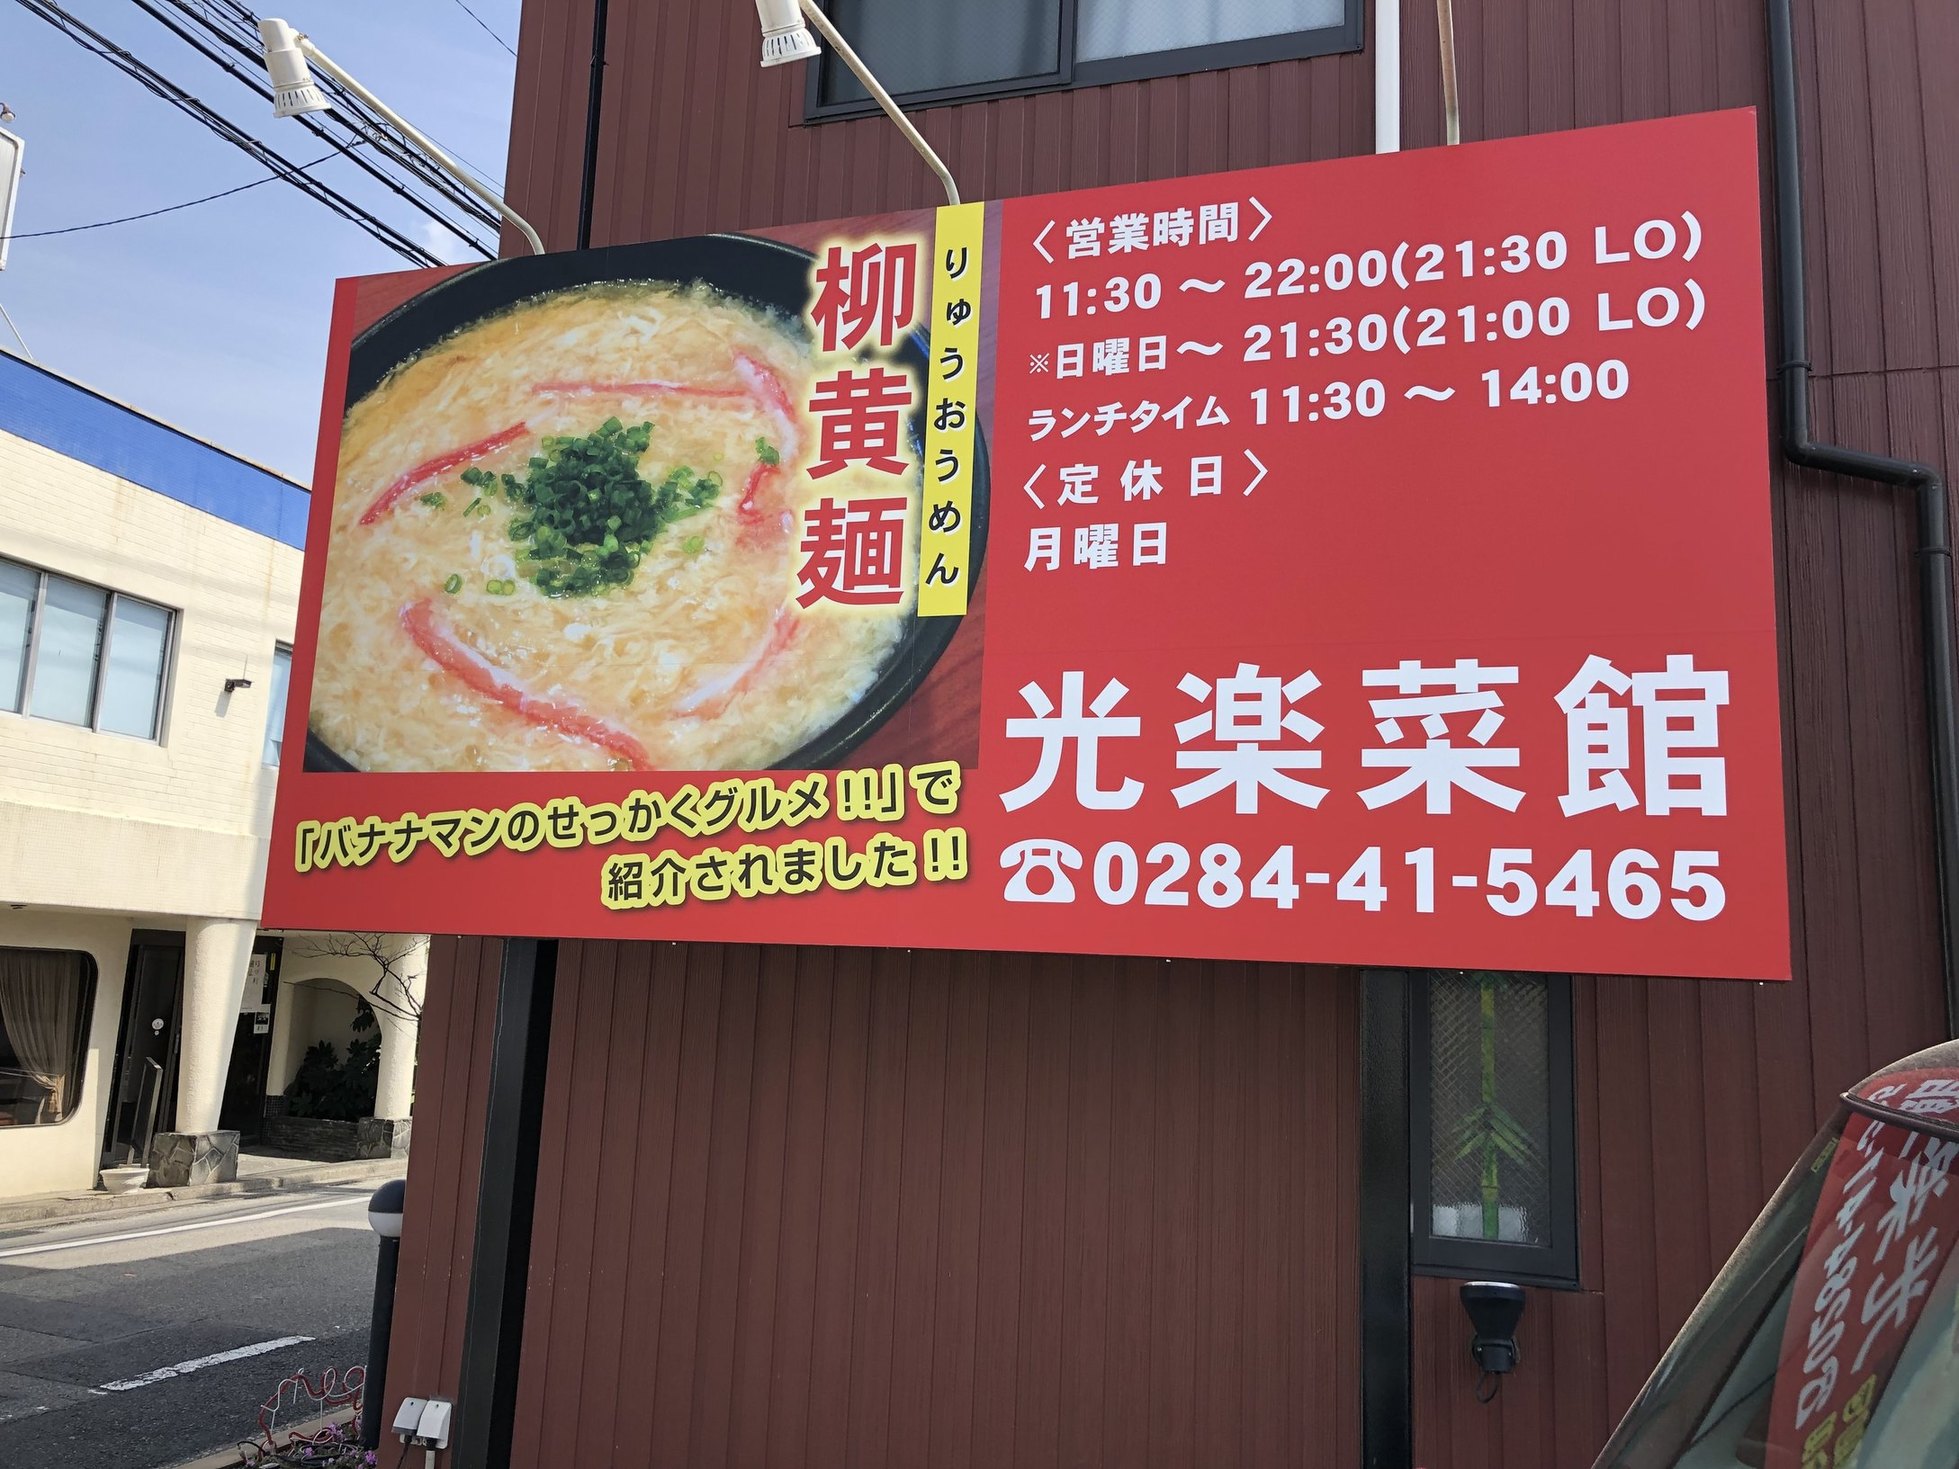 柳黄麺
りゅうおうめん
「バナナマンのせっかくグルメ!!」で
紹介されました!!
〈営業時間〉
11:30 ～ 22:00(21:30 LO)
※日曜日～ 21:30(21:00 LO)
ランチタイム 11:30 ～ 14:00
〈定休日〉
月曜日
光楽菜館
☎0284-41-5465